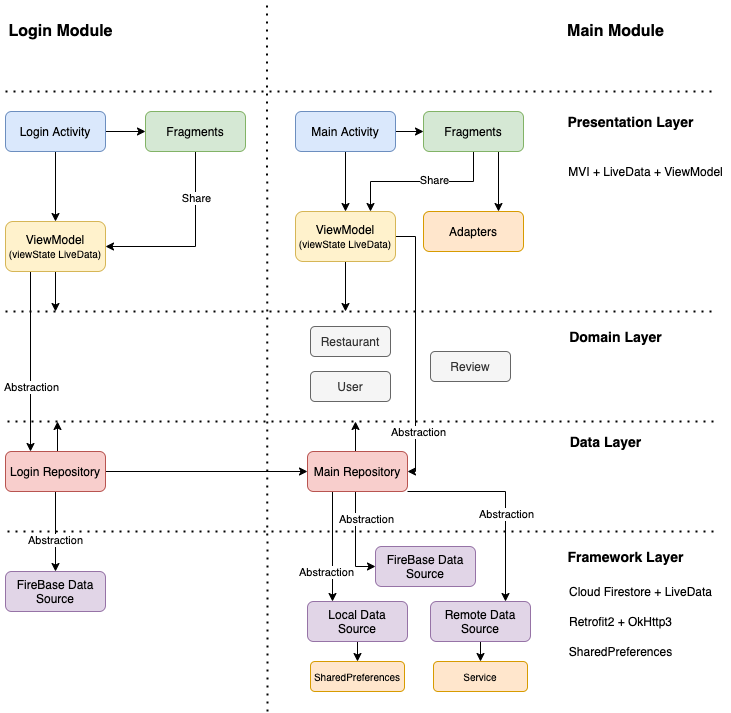 Login Module
Main Module
Login Activity
Fragments
Main Activity
Fragments
Presentation Layer
MVI + LiveData + ViewModel
Share
Share
ViewModel
(viewState LiveData)
ViewModel
(viewState LiveData)
Adapters
Domain Layer
Restaurant
Review
User
Abstraction
Abstraction
Data Layer
Login Repository
Main Repository
Abstraction
Abstraction
Abstraction
Abstraction
Framework Layer
FireBase Data
Source
FireBase Data
Source
Cloud Firestore + LiveData
Local Data
Source
Remote Data
Source
Retrofit2 + OkHttp3
SharedPreferences
SharedPreferences
Service